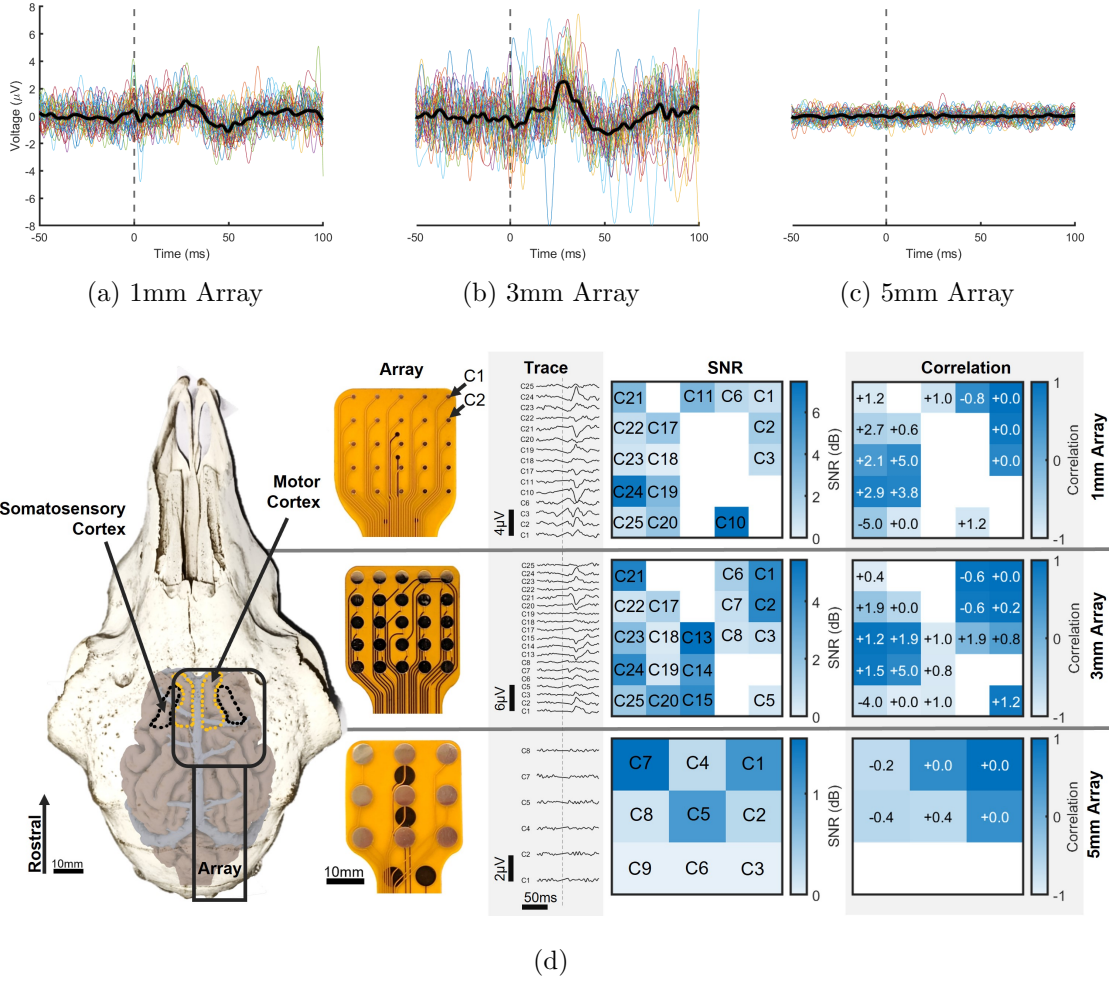 8
6
4
2
0
-2
-4
-6
-8
Voltage (µV)
-50 0 50 100
Time (ms)
-50 0 50 100
Time (ms)
-50 0 50 100
Time (ms)
(a) 1mm Array
(b) 3mm Array
(c) 5mm Array
Somatosensory
Cortex
Motor
Cortex
Rostral
10mm
Array
Array
C1
C2
10mm
Trace
C25
C24
C23
C22
C21
C20
C19
C18
C17
C11
C10
C6
C3
C2
C1
4µV
SNR
C21 C11 C6 C1
C22 C17 C2
C23 C18 C3
C24 C19
C25 C20 C10
6
4
2
0
SNR (dB)
Correlation
+1.2 +1.0 -0.8 +0.0
+2.7 +0.6 +0.0
+2.1 +5.0 +0.0
+2.9 +3.8
-5.0 +0.0 +1.2
1
0
-1
Correlation
1mm Array
C25
C24
C23
C22
C21
C20
C19
C18
C17
C15
C14
C13
C8
C7
C6
C5
C3
C2
C1
6µV
C21 C6 C1
C22 C17 C7 C2
C23 C18 C13 C8 C3
C24 C19 C14
C25 C20 C15 C5
4
2
0
SNR (dB)
+0.4 -0.6 +0.0
+1.9 +0.0 -0.6 +0.2
+1.2 +1.9 +1.0 +1.9 +0.8
+1.5 +5.0 +0.8
-4.0 +0.0 +1.0 +1.2
1
0
-1
Correlation
3mm Array
C8
C7
C5
C4
C2
C1
2µV
50ms
C7 C4 C1
C8 C5 C2
C9 C6 C3
1
0
SNR (dB)
-0.2 +0.0 +0.0
-0.4 +0.4 +0.0
1
0
-1
Correlation
5mm Array
(d)